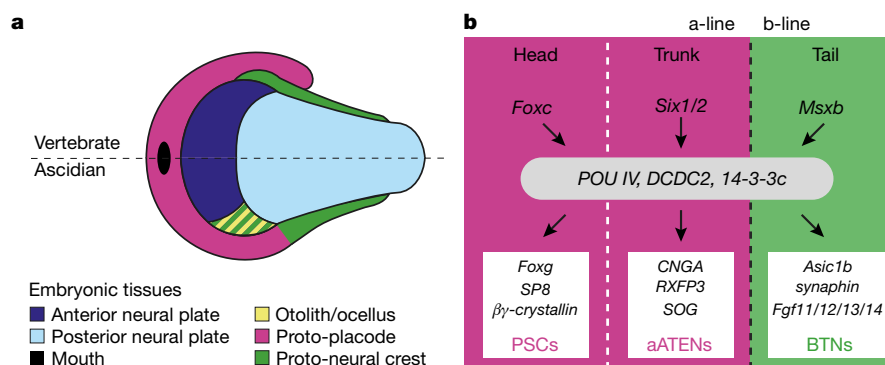 a
Vertebrate
Ascidian
Embryonic tissues
Anterior neural plate
Posterior neural plate
Mouth
Otolith/ocellus
Proto-placode
Proto-neural crest
b
a-line
b-line
Head
Trunk
Tail
Foxc
Six1/2
Msxb
POU IV, DCDC2, 14-3-3c
Foxg
SP8
βγ-crystallin
PSCs
CNGA
RXFP3
SOG
aATENs
Asic1b
synaphin
Fgf11/12/13/14
BTNs